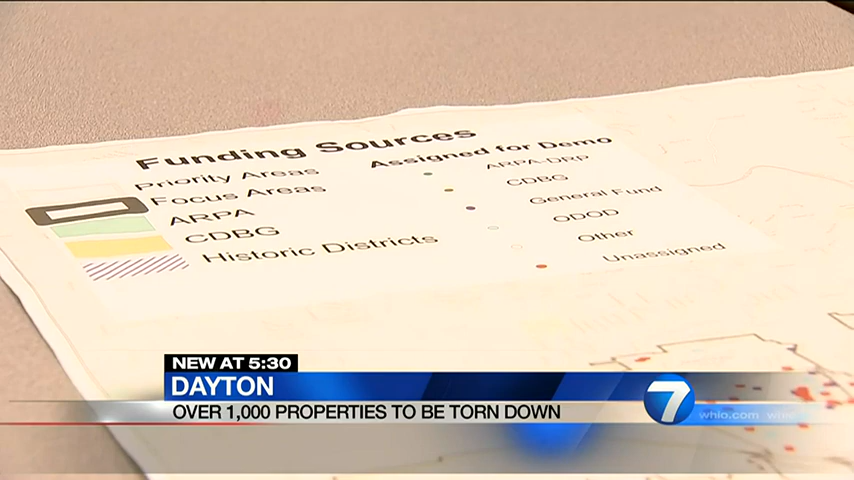 Funding Sources
Priority Areas
Focus Areas
ARPA
CDBG
Historic Districts
Assigned for Demo
ARPA-DRP
CDBG
General Fund
ODOD
Other
Unassigned
NEW AT 5:30
DAYTON
OVER 1,000 PROPERTIES TO BE TORN DOWN
7
whio.com whio